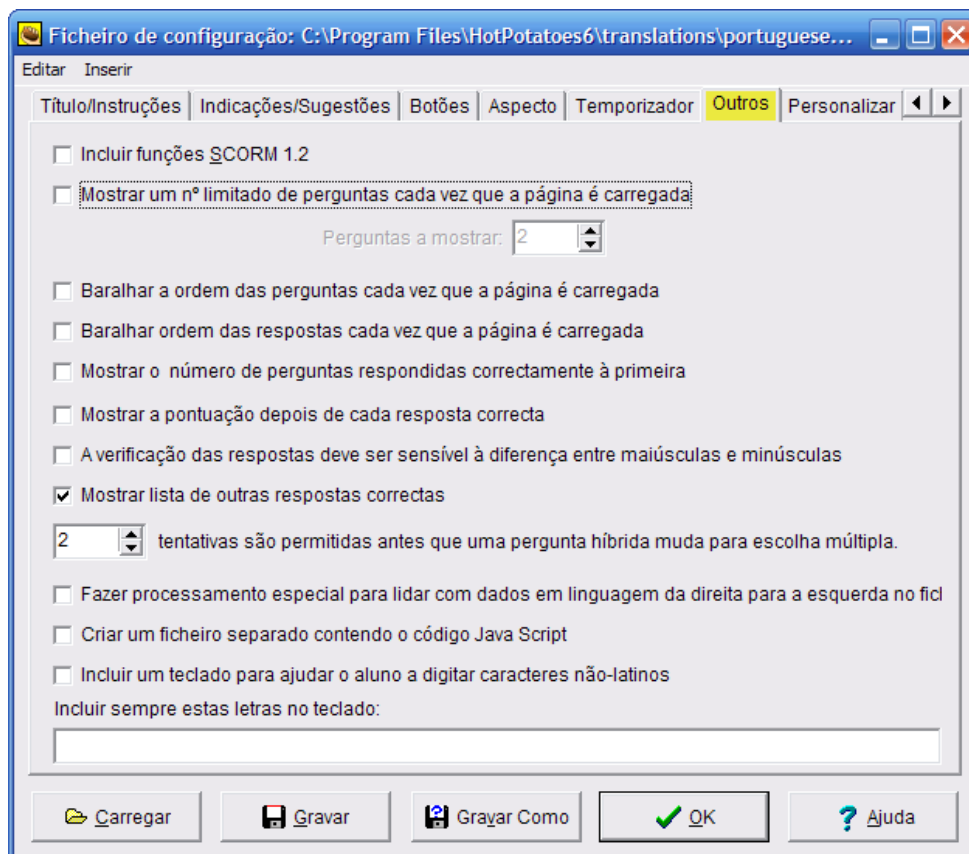 Ficheiro de configuração: C:\Program Files\HotPotatoes6\translations\portuguese...
Editar Inserir
Título/Instruções Indicações/Sugestões Botões Aspecto Temporizador Outros Personalizar
Incluir funções SCORM 1.2
Mostrar um nº limitado de perguntas cada vez que a página é carregada
Perguntas a mostrar: 2
Baralhar a ordem das perguntas cada vez que a página é carregada
Baralhar ordem das respostas cada vez que a página é carregada
Mostrar o número de perguntas respondidas correctamente à primeira
Mostrar a pontuação depois de cada resposta correcta
A verificação das respostas deve ser sensível à diferença entre maiúsculas e minúsculas
Mostrar lista de outras respostas correctas
2 tentativas são permitidas antes que uma pergunta híbrida muda para escolha múltipla.
Fazer processamento especial para lidar com dados em linguagem da direita para a esquerda no ficl
Criar um ficheiro separado contendo o código Java Script
Incluir um teclado para ajudar o aluno a digitar caracteres não-latinos
Incluir sempre estas letras no teclado:
Carregar Gravar Gravar Como OK Ajuda